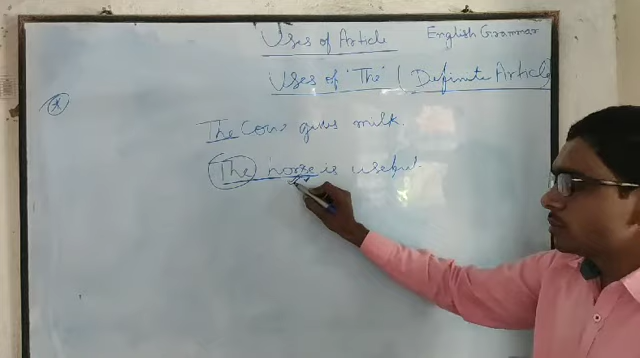 Uses of Article
English Grammar
Uses of 'The' (Definite Article)
The Cow gives milk.
The horse is useful.